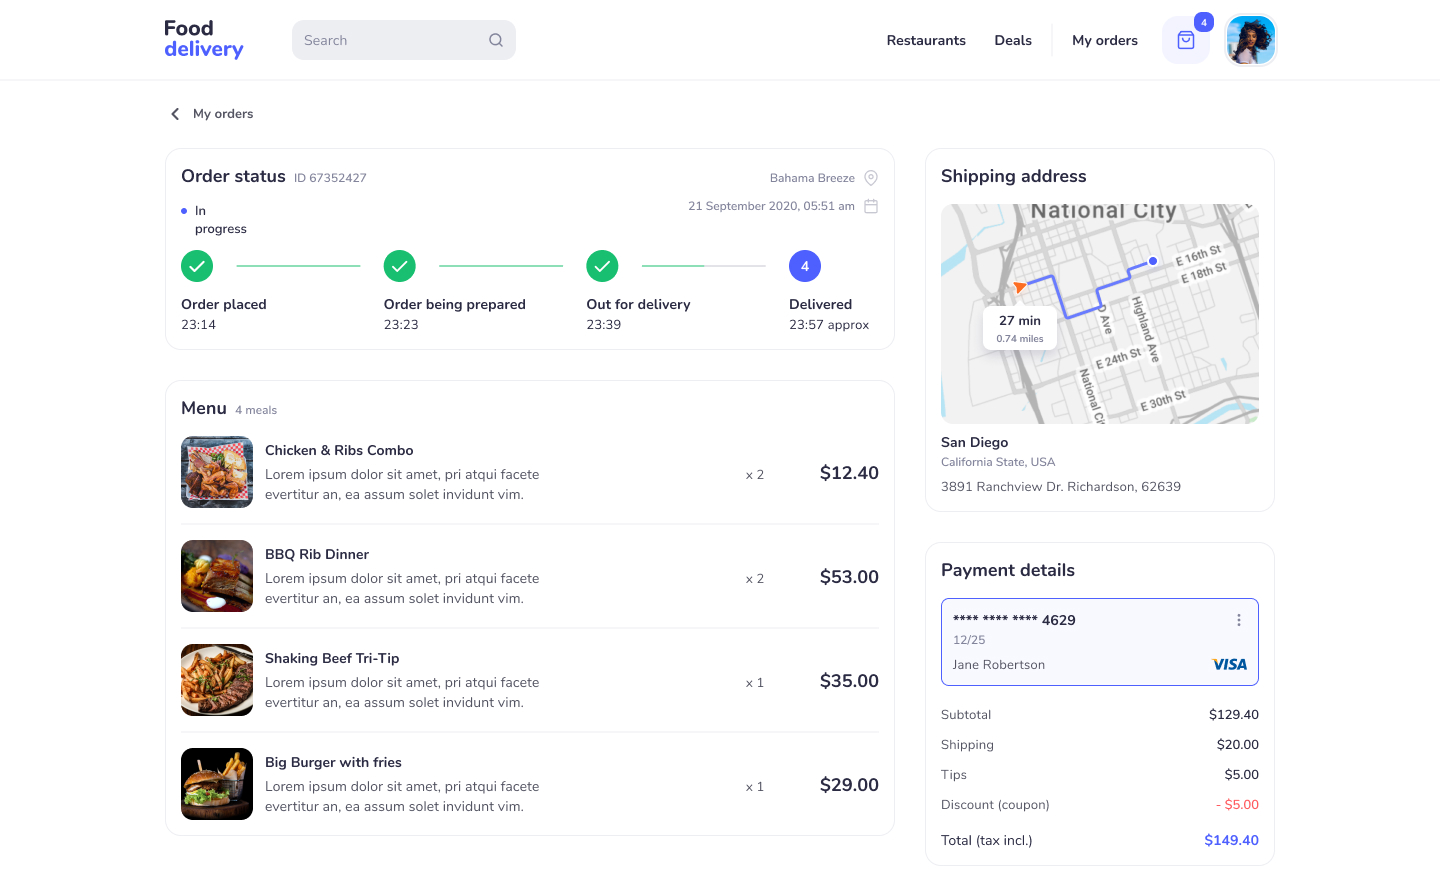 Food
delivery
Search
Restaurants
Deals
My orders
4
My orders
Order status ID 67352427
Bahama Breeze
In
progress
21 September 2020, 05:51 am
4
Order placed
23:14
Order being prepared
23:23
Out for delivery
23:39
Delivered
23:57 approx
Menu 4 meals
Chicken & Ribs Combo
Lorem ipsum dolor sit amet, pri atqui facete
evertitur an, ea assum solet invidunt vim.
x 2
$12.40
BBQ Rib Dinner
Lorem ipsum dolor sit amet, pri atqui facete
evertitur an, ea assum solet invidunt vim.
x 2
$53.00
Shaking Beef Tri-Tip
Lorem ipsum dolor sit amet, pri atqui facete
evertitur an, ea assum solet invidunt vim.
x 1
$35.00
Big Burger with fries
Lorem ipsum dolor sit amet, pri atqui facete
evertitur an, ea assum solet invidunt vim.
x 1
$29.00
Shipping address
National City
E 16th St
E 18th St
27 min
0.74 miles
D Ave
Highland Ave
E 24th St
National Ci
E 30th St
San Diego
California State, USA
3891 Ranchview Dr. Richardson, 62639
Payment details
**** **** **** 4629
12/25
Jane Robertson
VISA
Subtotal $129.40
Shipping $20.00
Tips $5.00
Discount (coupon) - $5.00
Total (tax incl.) $149.40